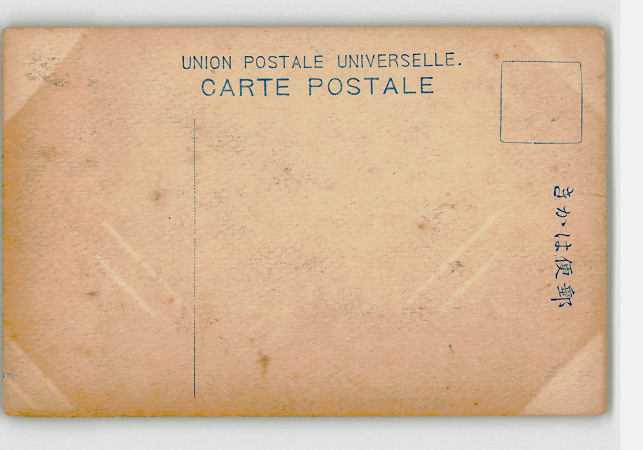 UNION POSTALE UNIVERSELLE.
CARTE POSTALE
きかは便郵